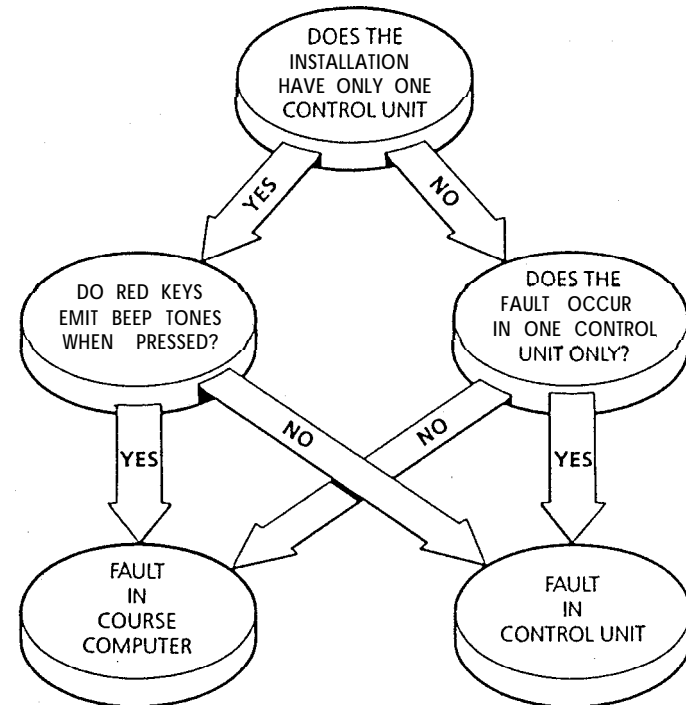 DOES THE
INSTALLATION
HAVE ONLY ONE
CONTROL UNIT
YES
NO
DO RED KEYS
EMIT BEEP TONES
WHEN PRESSED?
DOES THE
FAULT OCCUR
IN ONE CONTROL
UNIT ONLY?
YES
NO
NO
YES
FAULT
IN
COURSE
COMPUTER
FAULT
IN
CONTROL UNIT